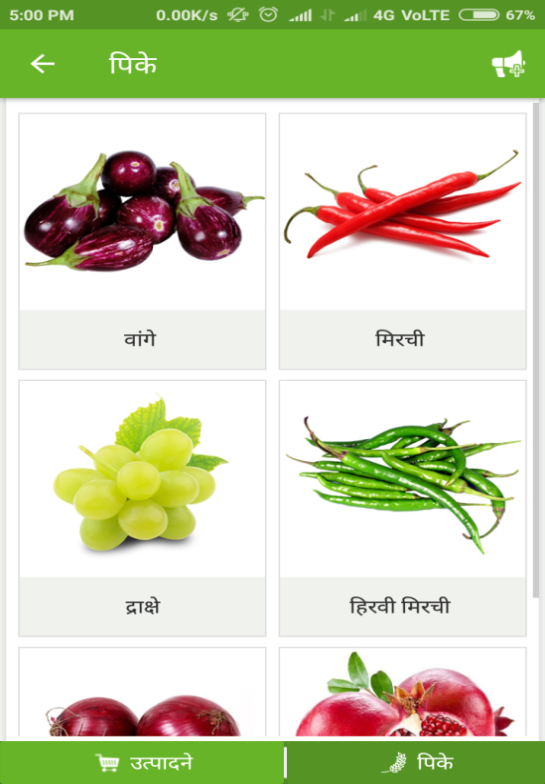 5:00 PM 0.00K/s 4G VoLTE 67%
पिके
वांगे मिरची
द्राक्षे हिरवी मिरची
उत्पादने पिके